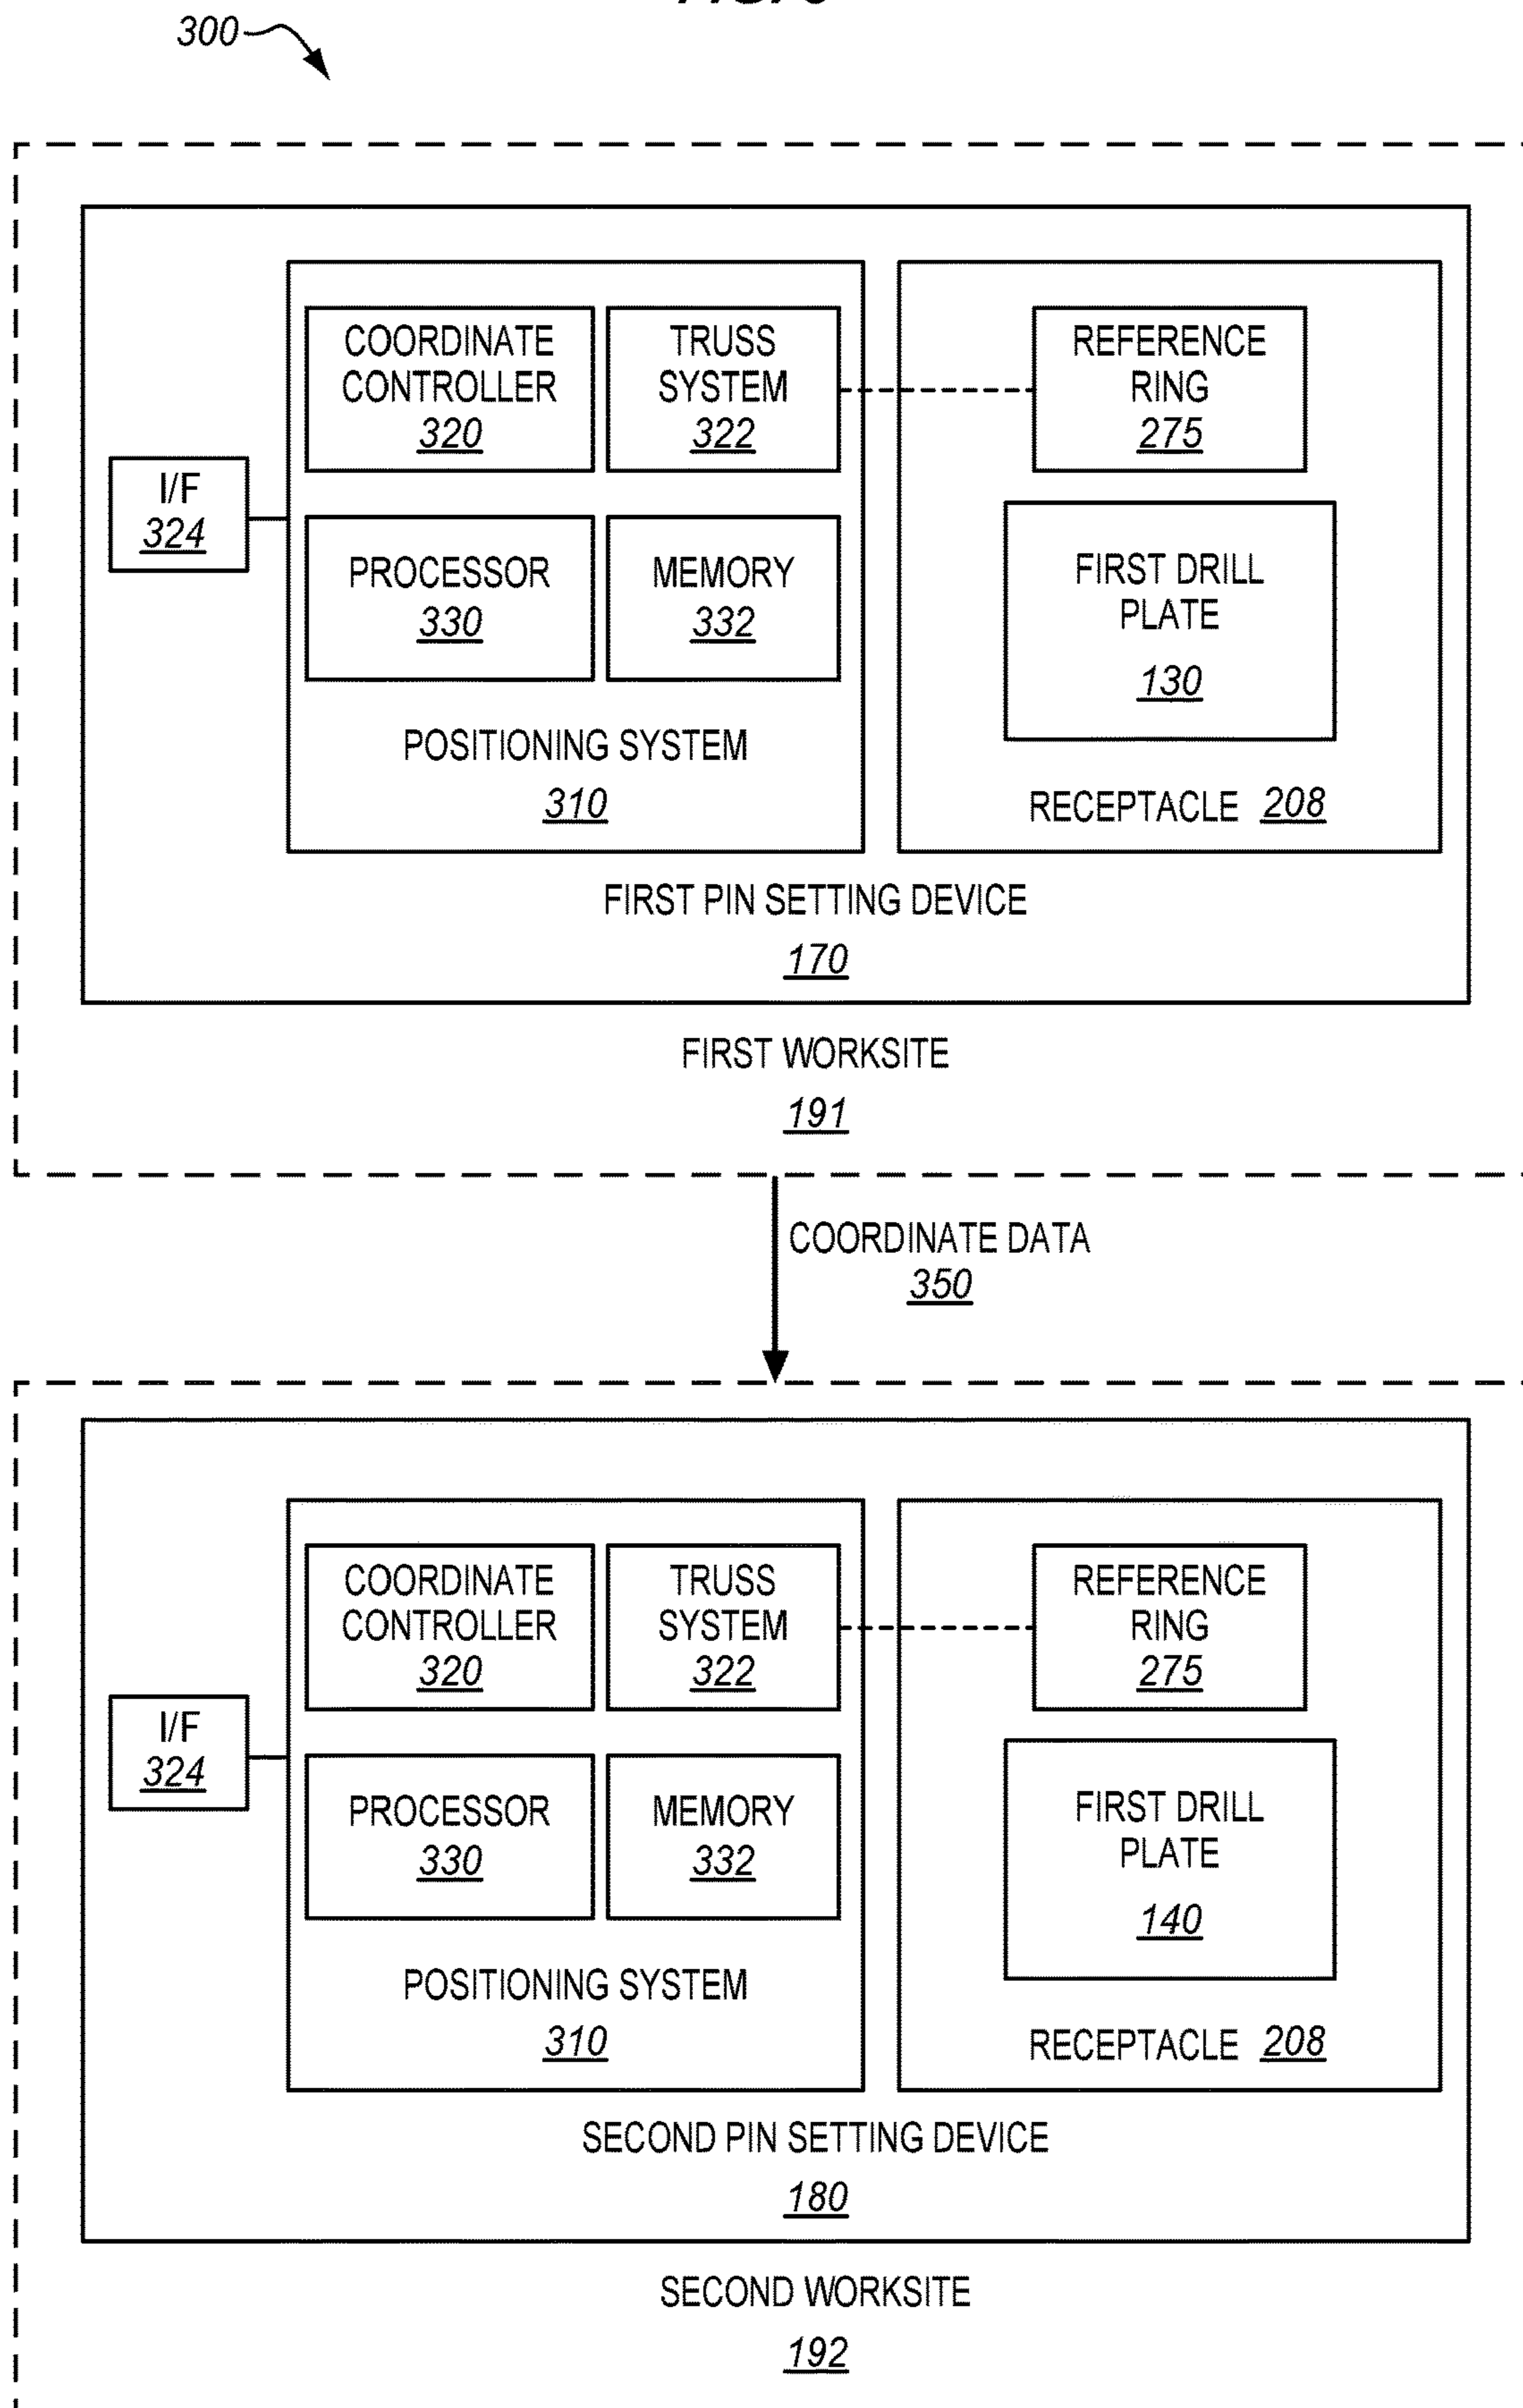 300
COORDINATE
CONTROLLER
320
TRUSS
SYSTEM
322
REFERENCE
RING
275
I/F
324
PROCESSOR
330
MEMORY
332
FIRST DRILL
PLATE
130
POSITIONING SYSTEM
310
RECEPTACLE 208
FIRST PIN SETTING DEVICE
170
FIRST WORKSITE
191
COORDINATE DATA
350
COORDINATE
CONTROLLER
320
TRUSS
SYSTEM
322
REFERENCE
RING
275
I/F
324
PROCESSOR
330
MEMORY
332
FIRST DRILL
PLATE
140
POSITIONING SYSTEM
310
RECEPTACLE 208
SECOND PIN SETTING DEVICE
180
SECOND WORKSITE
192